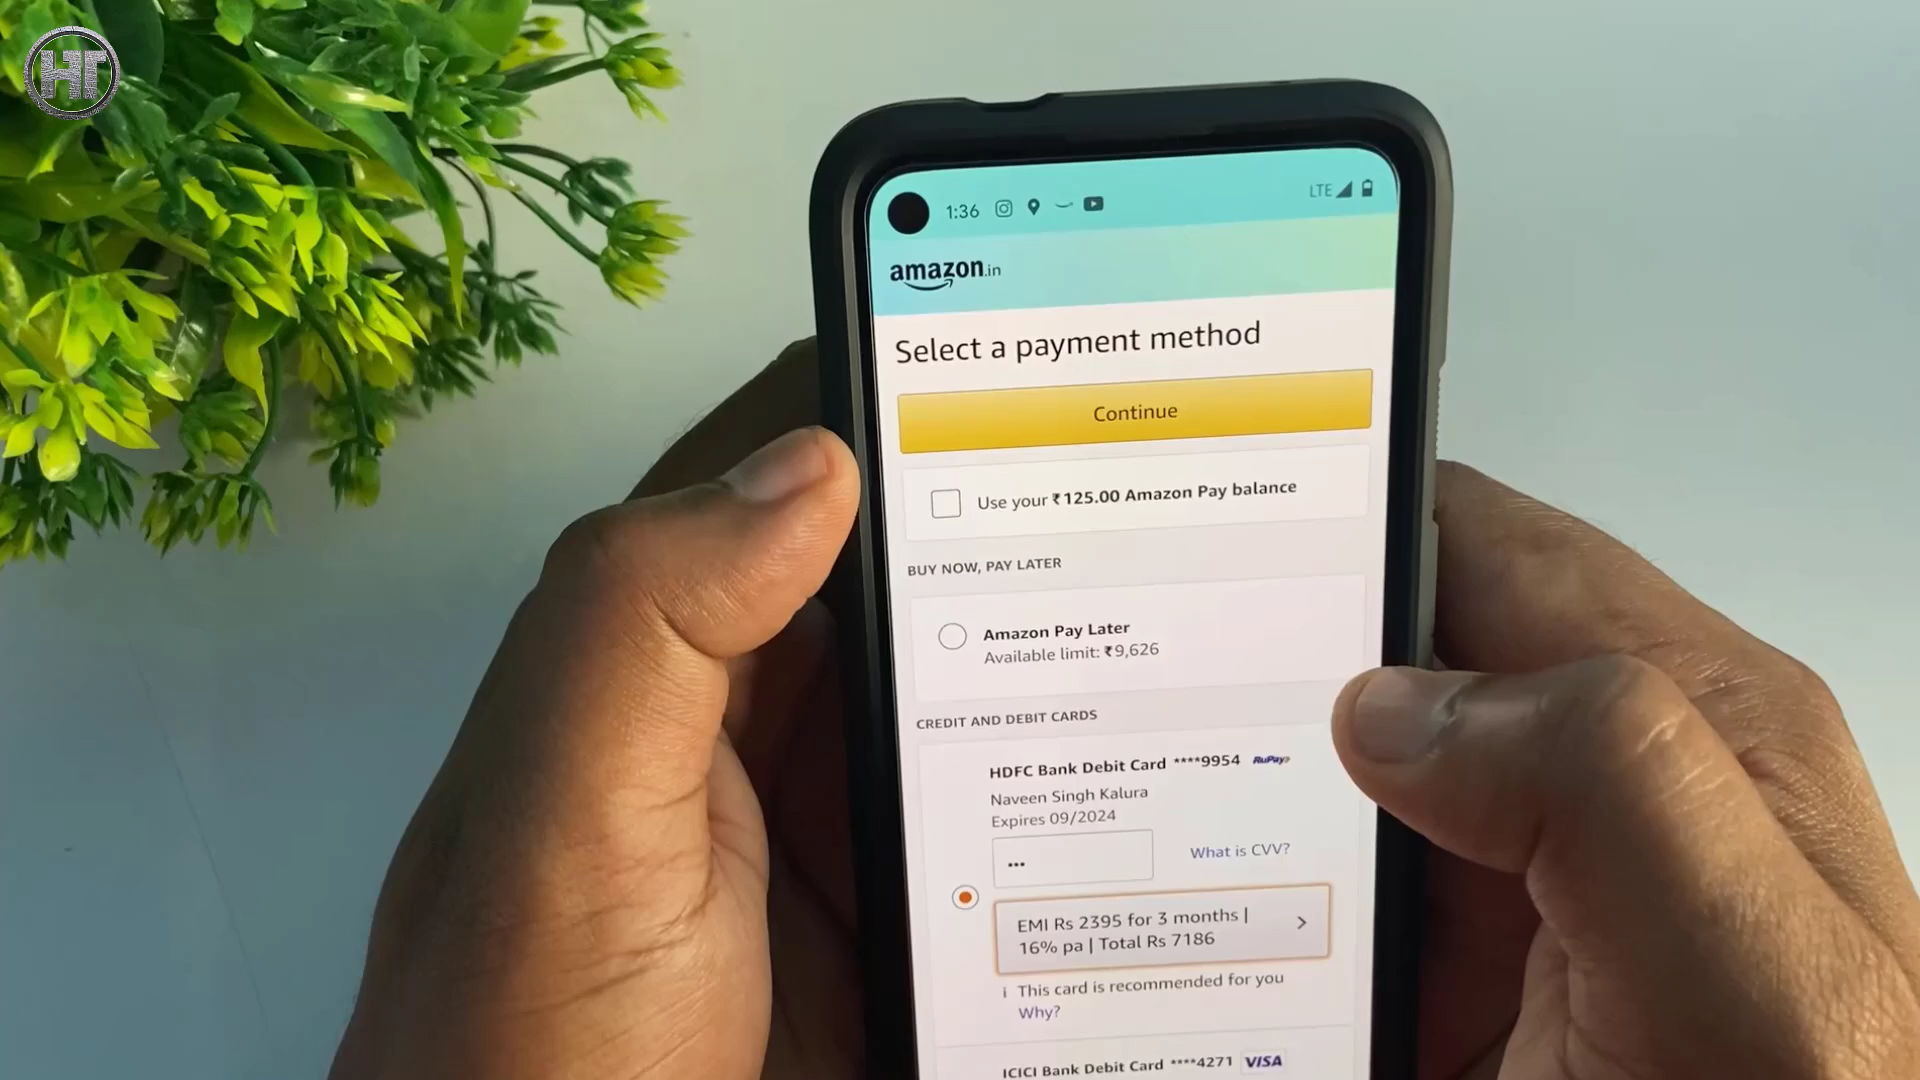 HT
1:36
LTE
amazon.in
Select a payment method
Continue
Use your ₹125.00 Amazon Pay balance
BUY NOW, PAY LATER
Amazon Pay Later
Available limit: ₹9,626
CREDIT AND DEBIT CARDS
HDFC Bank Debit Card ****9954 RuPay
Naveen Singh Kalura
Expires 09/2024
••• What is CVV?
EMI Rs 2395 for 3 months |
16% pa | Total Rs 7186
i This card is recommended for you
Why?
ICICI Bank Debit Card ****4271 VISA